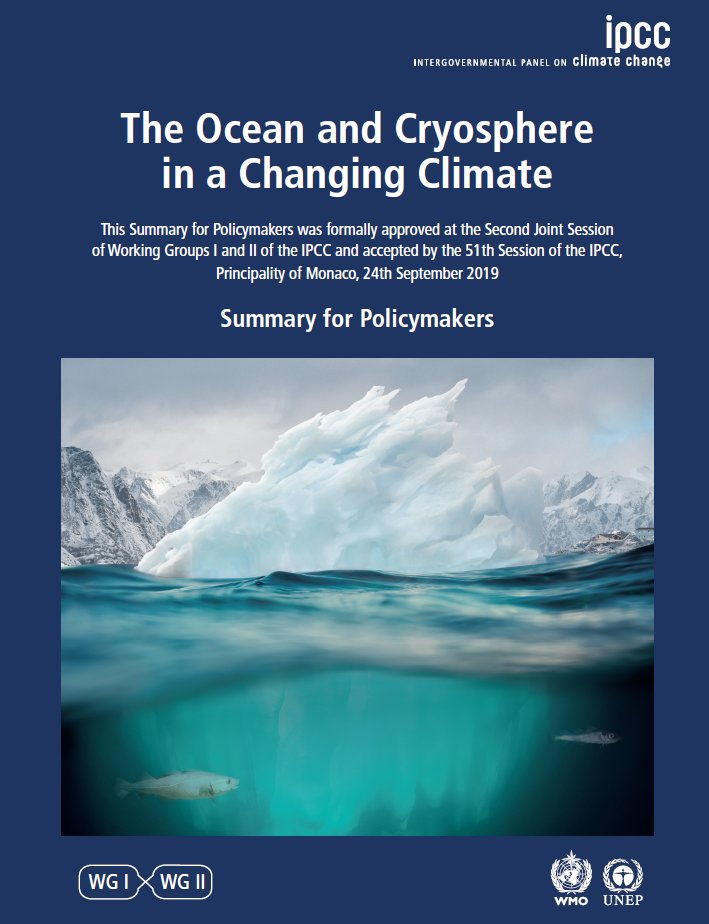 ipcc
INTERGOVERNMENTAL PANEL ON climate change
The Ocean and Cryosphere
in a Changing Climate
This Summary for Policymakers was formally approved at the Second Joint Session
of Working Groups I and II of the IPCC and accepted by the 51th Session of the IPCC,
Principality of Monaco, 24th September 2019
Summary for Policymakers
WG I WG II
WMO UNEP